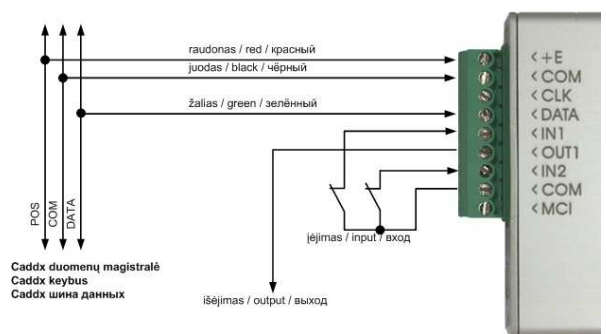 raudonas / red / красный
juodas / black / чёрный
žalias / green / зелённый
<+E
<COM
<CLK
<DATA
<IN1
<OUT1
<IN2
<COM
<MCI
POS
COM
DATA
įėjimas / input / вход
Caddx duomenų magistralė
Caddx keybus
Caddx шина данных
išėjimas / output / выход